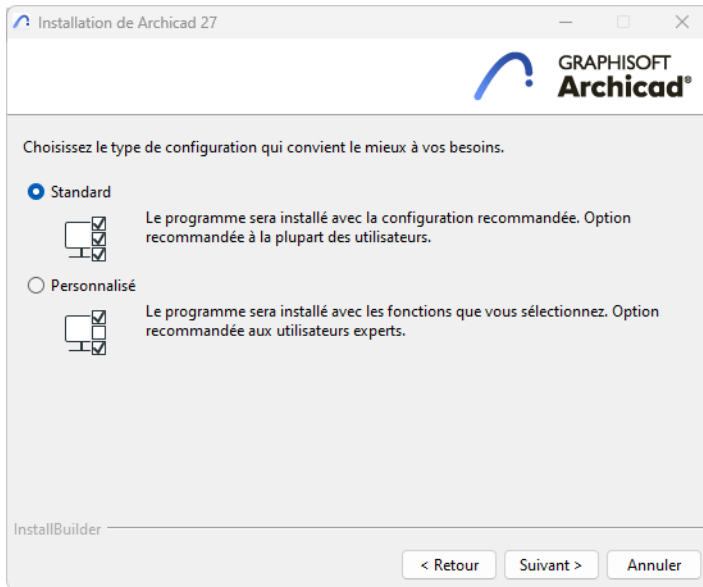 Installation de Archicad 27
GRAPHISOFT
Archicad®
Choisissez le type de configuration qui convient le mieux à vos besoins.
Standard
Le programme sera installé avec la configuration recommandée. Option
recommandée à la plupart des utilisateurs.
Personnalisé
Le programme sera installé avec les fonctions que vous sélectionnez. Option
recommandée aux utilisateurs experts.
InstallBuilder
< Retour
Suivant >
Annuler